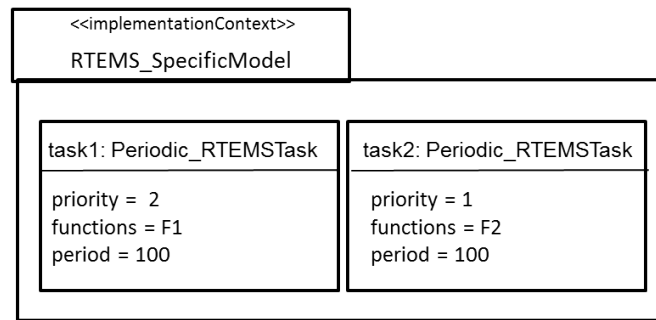 <<implementationContext>>
RTEMS_SpecificModel
task1: Periodic_RTEMSTask
priority = 2
functions = F1
period = 100
task2: Periodic_RTEMSTask
priority = 1
functions = F2
period = 100